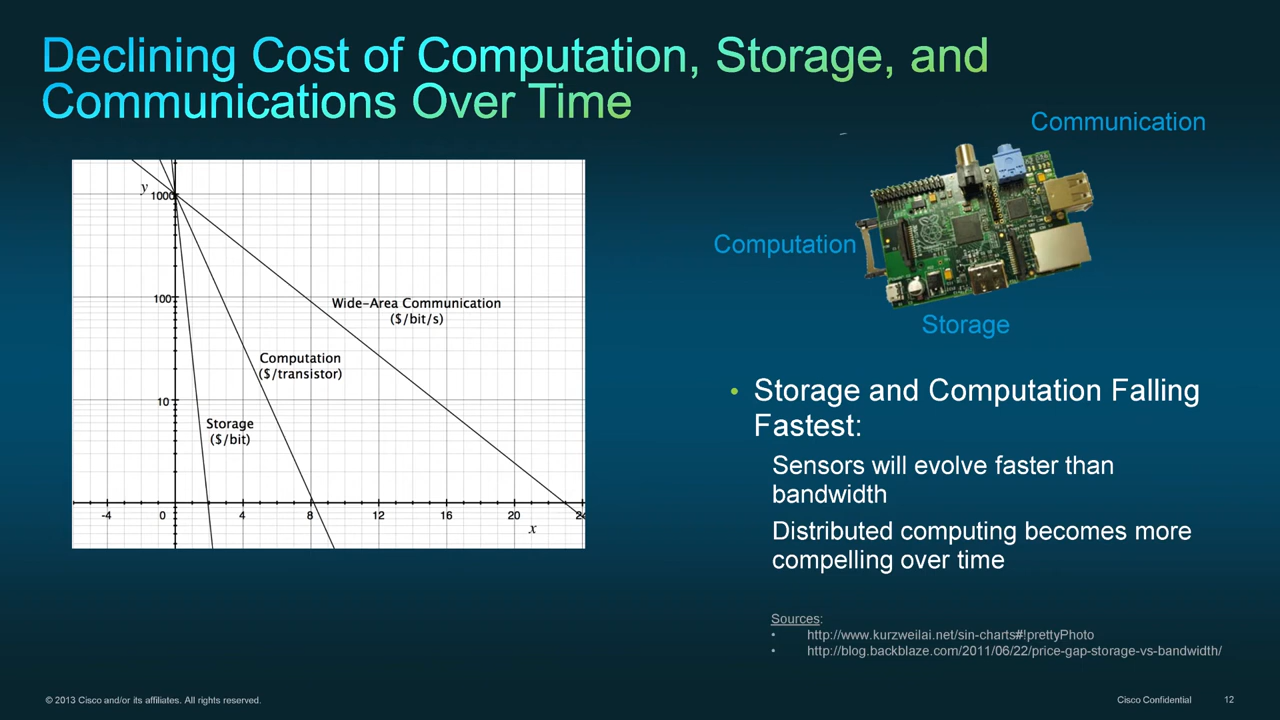 Declining Cost of Computation, Storage, and
Communications Over Time
y
1000
100
10
-4 0 4 8 12 16 20 24
x
Wide-Area Communication
($/bit/s)
Computation
($/transistor)
Storage
($/bit)
Communication
Computation
Storage
• Storage and Computation Falling
Fastest:
Sensors will evolve faster than
bandwidth
Distributed computing becomes more
compelling over time
Sources:
• http://www.kurzweilai.net/sin-charts#!prettyPhoto
• http://blog.backblaze.com/2011/06/22/price-gap-storage-vs-bandwidth/
© 2013 Cisco and/or its affiliates. All rights reserved.
Cisco Confidential 12